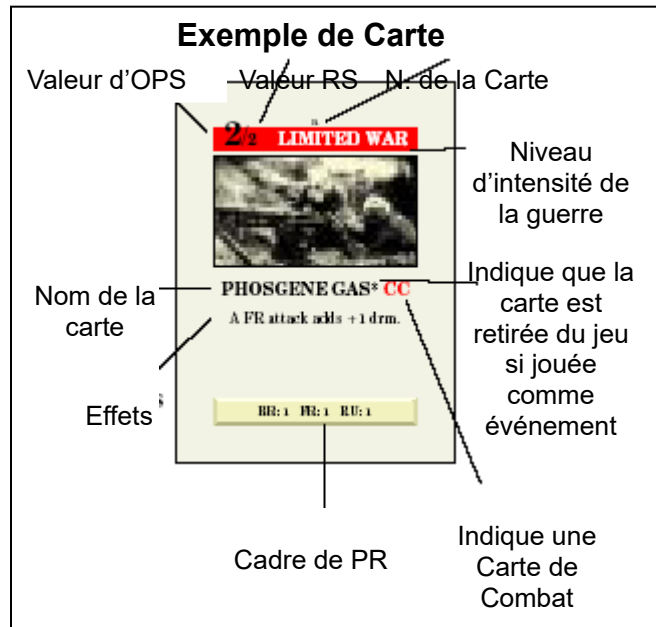 Exemple de Carte
Valeur d’OPS Valeur RS N. de la Carte
2/2 LIMITED WAR
Niveau
d’intensité de
la guerre
PHOSGENE GAS* CC
A FR attack adds +1 drm.
Nom de la
carte
Indique que la
carte est
retirée du jeu
si jouée
comme
événement
Effets
BR: 1 FR: 1 RU: 1
Cadre de PR
Indique une
Carte de
Combat